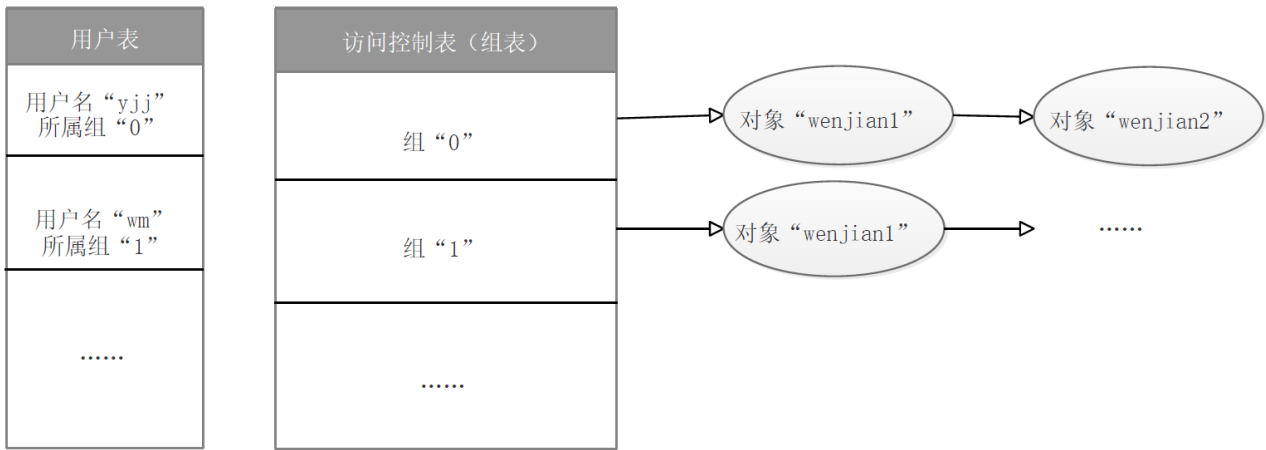 用户表
用户名“yjj”
所属组“0”
用户名“wm”
所属组“1”
……
访问控制表（组表）
组“0”
组“1”
……
对象“wenjian1”
对象“wenjian2”
对象“wenjian1”
……